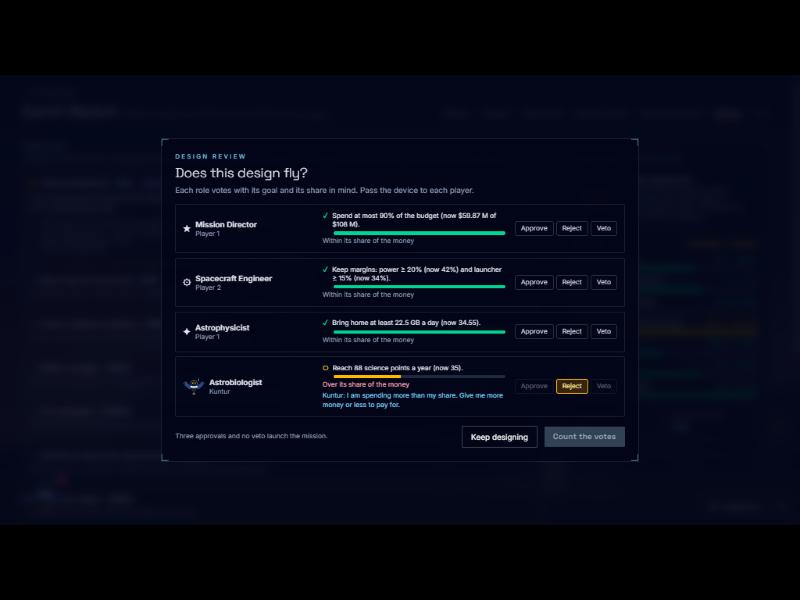 DESIGN REVIEW
Does this design fly?
Each role votes with its goal and its share in mind. Pass the device to each player.
Mission Director
Player 1
✓ Spend at most 90% of the budget (now $59.87 M of
$108 M).
Within its share of the money
Approve Reject Veto
Spacecraft Engineer
Player 2
✓ Keep margins: power ≥ 20% (now 42%) and launcher
≥ 15% (now 34%).
Within its share of the money
Approve Reject Veto
Astrophysicist
Player 1
✓ Bring home at least 22.5 GB a day (now 34.55).
Within its share of the money
Approve Reject Veto
Astrobiologist
Kuntur
Reach 88 science points a year (now 35).
Over its share of the money
Kuntur: I am spending more than my share. Give me more
money or less to pay for.
Approve Reject Veto
Three approvals and no veto launch the mission.
Keep designing Count the votes